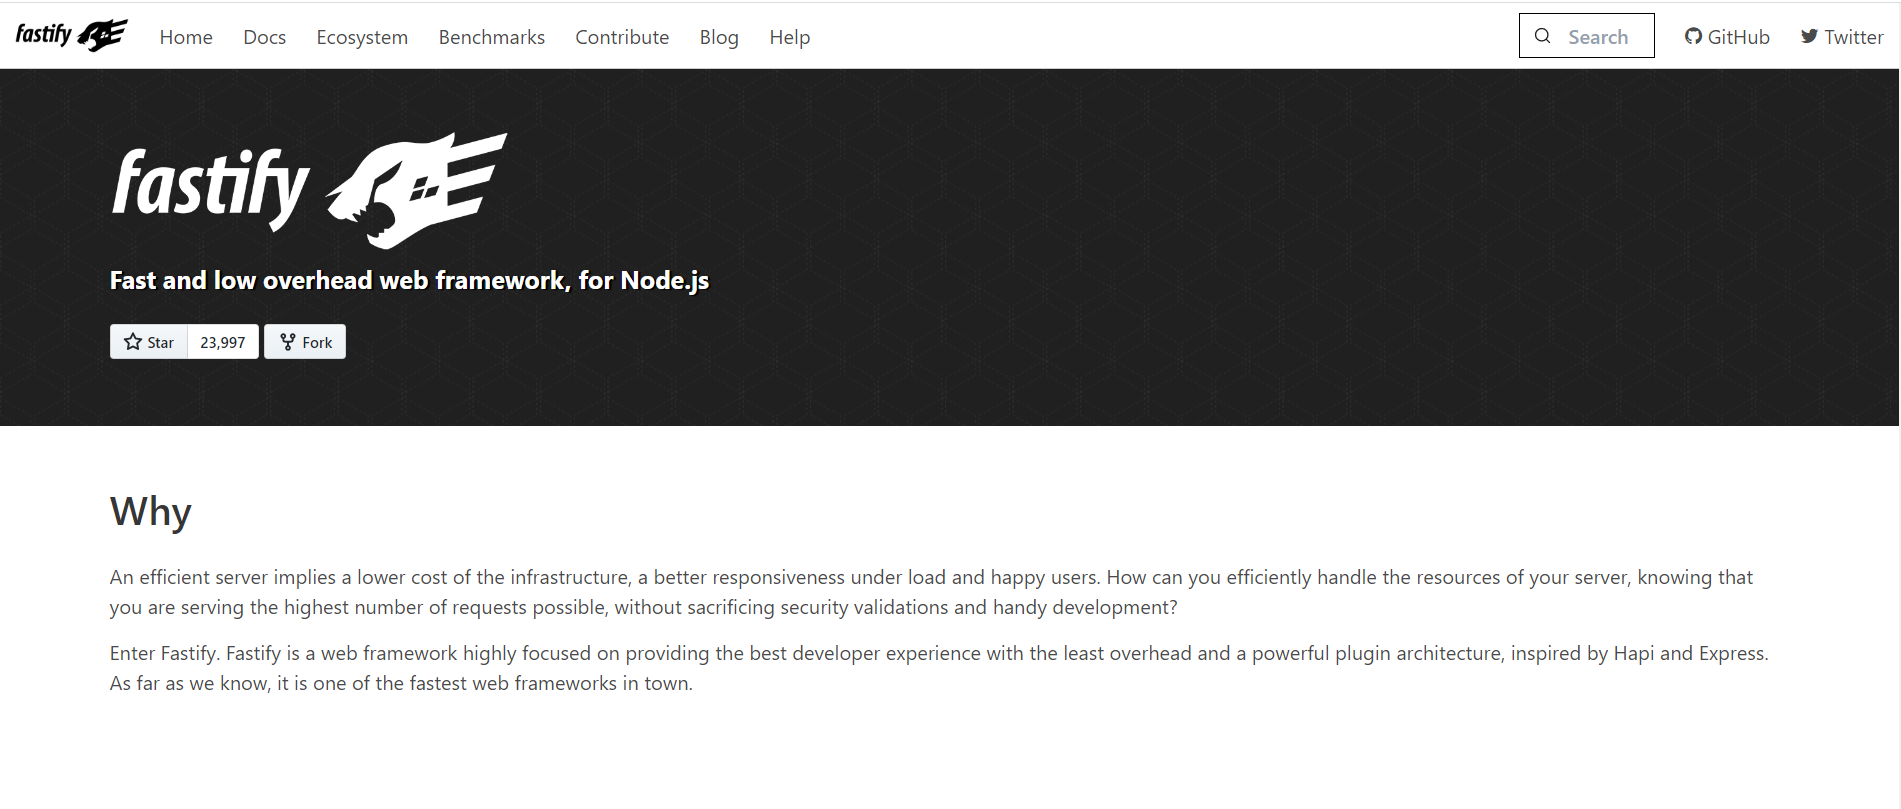 fastify Home Docs Ecosystem Benchmarks Contribute Blog Help Search GitHub Twitter
fastify
Fast and low overhead web framework, for Node.js
Star 23,997 Fork
Why
An efficient server implies a lower cost of the infrastructure, a better responsiveness under load and happy users. How can you efficiently handle the resources of your server, knowing that
you are serving the highest number of requests possible, without sacrificing security validations and handy development?
Enter Fastify. Fastify is a web framework highly focused on providing the best developer experience with the least overhead and a powerful plugin architecture, inspired by Hapi and Express.
As far as we know, it is one of the fastest web frameworks in town.